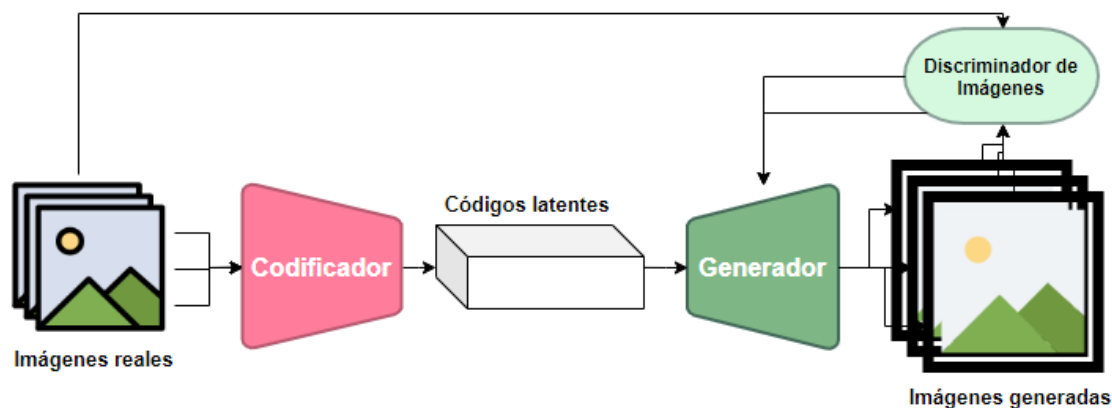 Discriminador de
Imágenes
Códigos latentes
Codificador
Generador
Imágenes reales
Imágenes generadas